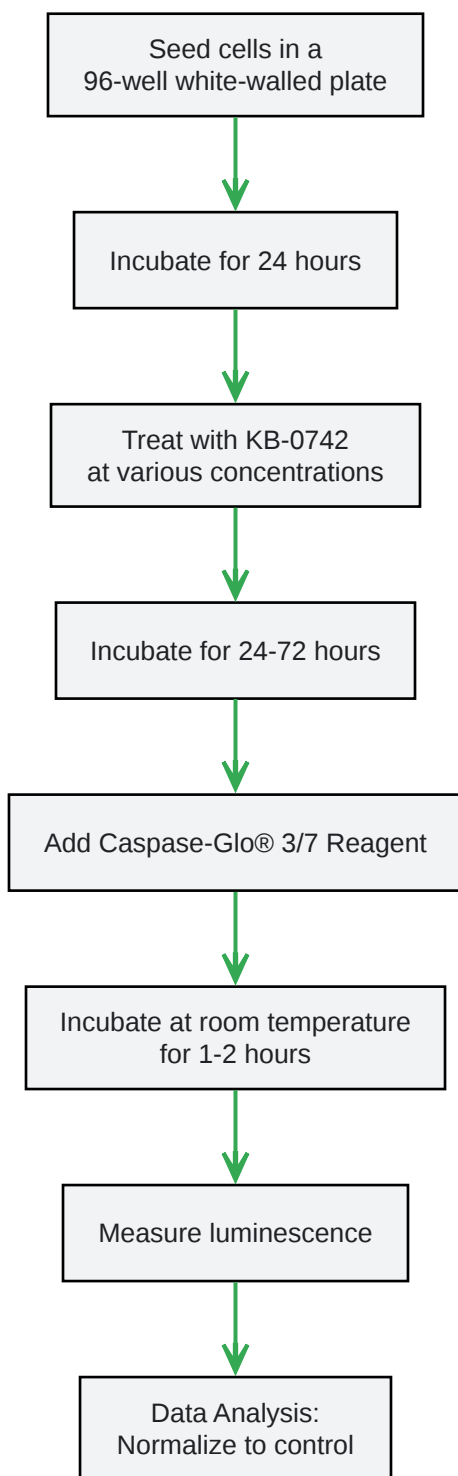 Seed cells in a
96-well white-walled plate
Incubate for 24 hours
Treat with KB-0742
at various concentrations
Incubate for 24-72 hours
Add Caspase-Glo® 3/7 Reagent
Incubate at room temperature
for 1-2 hours
Measure luminescence
Data Analysis:
Normalize to control